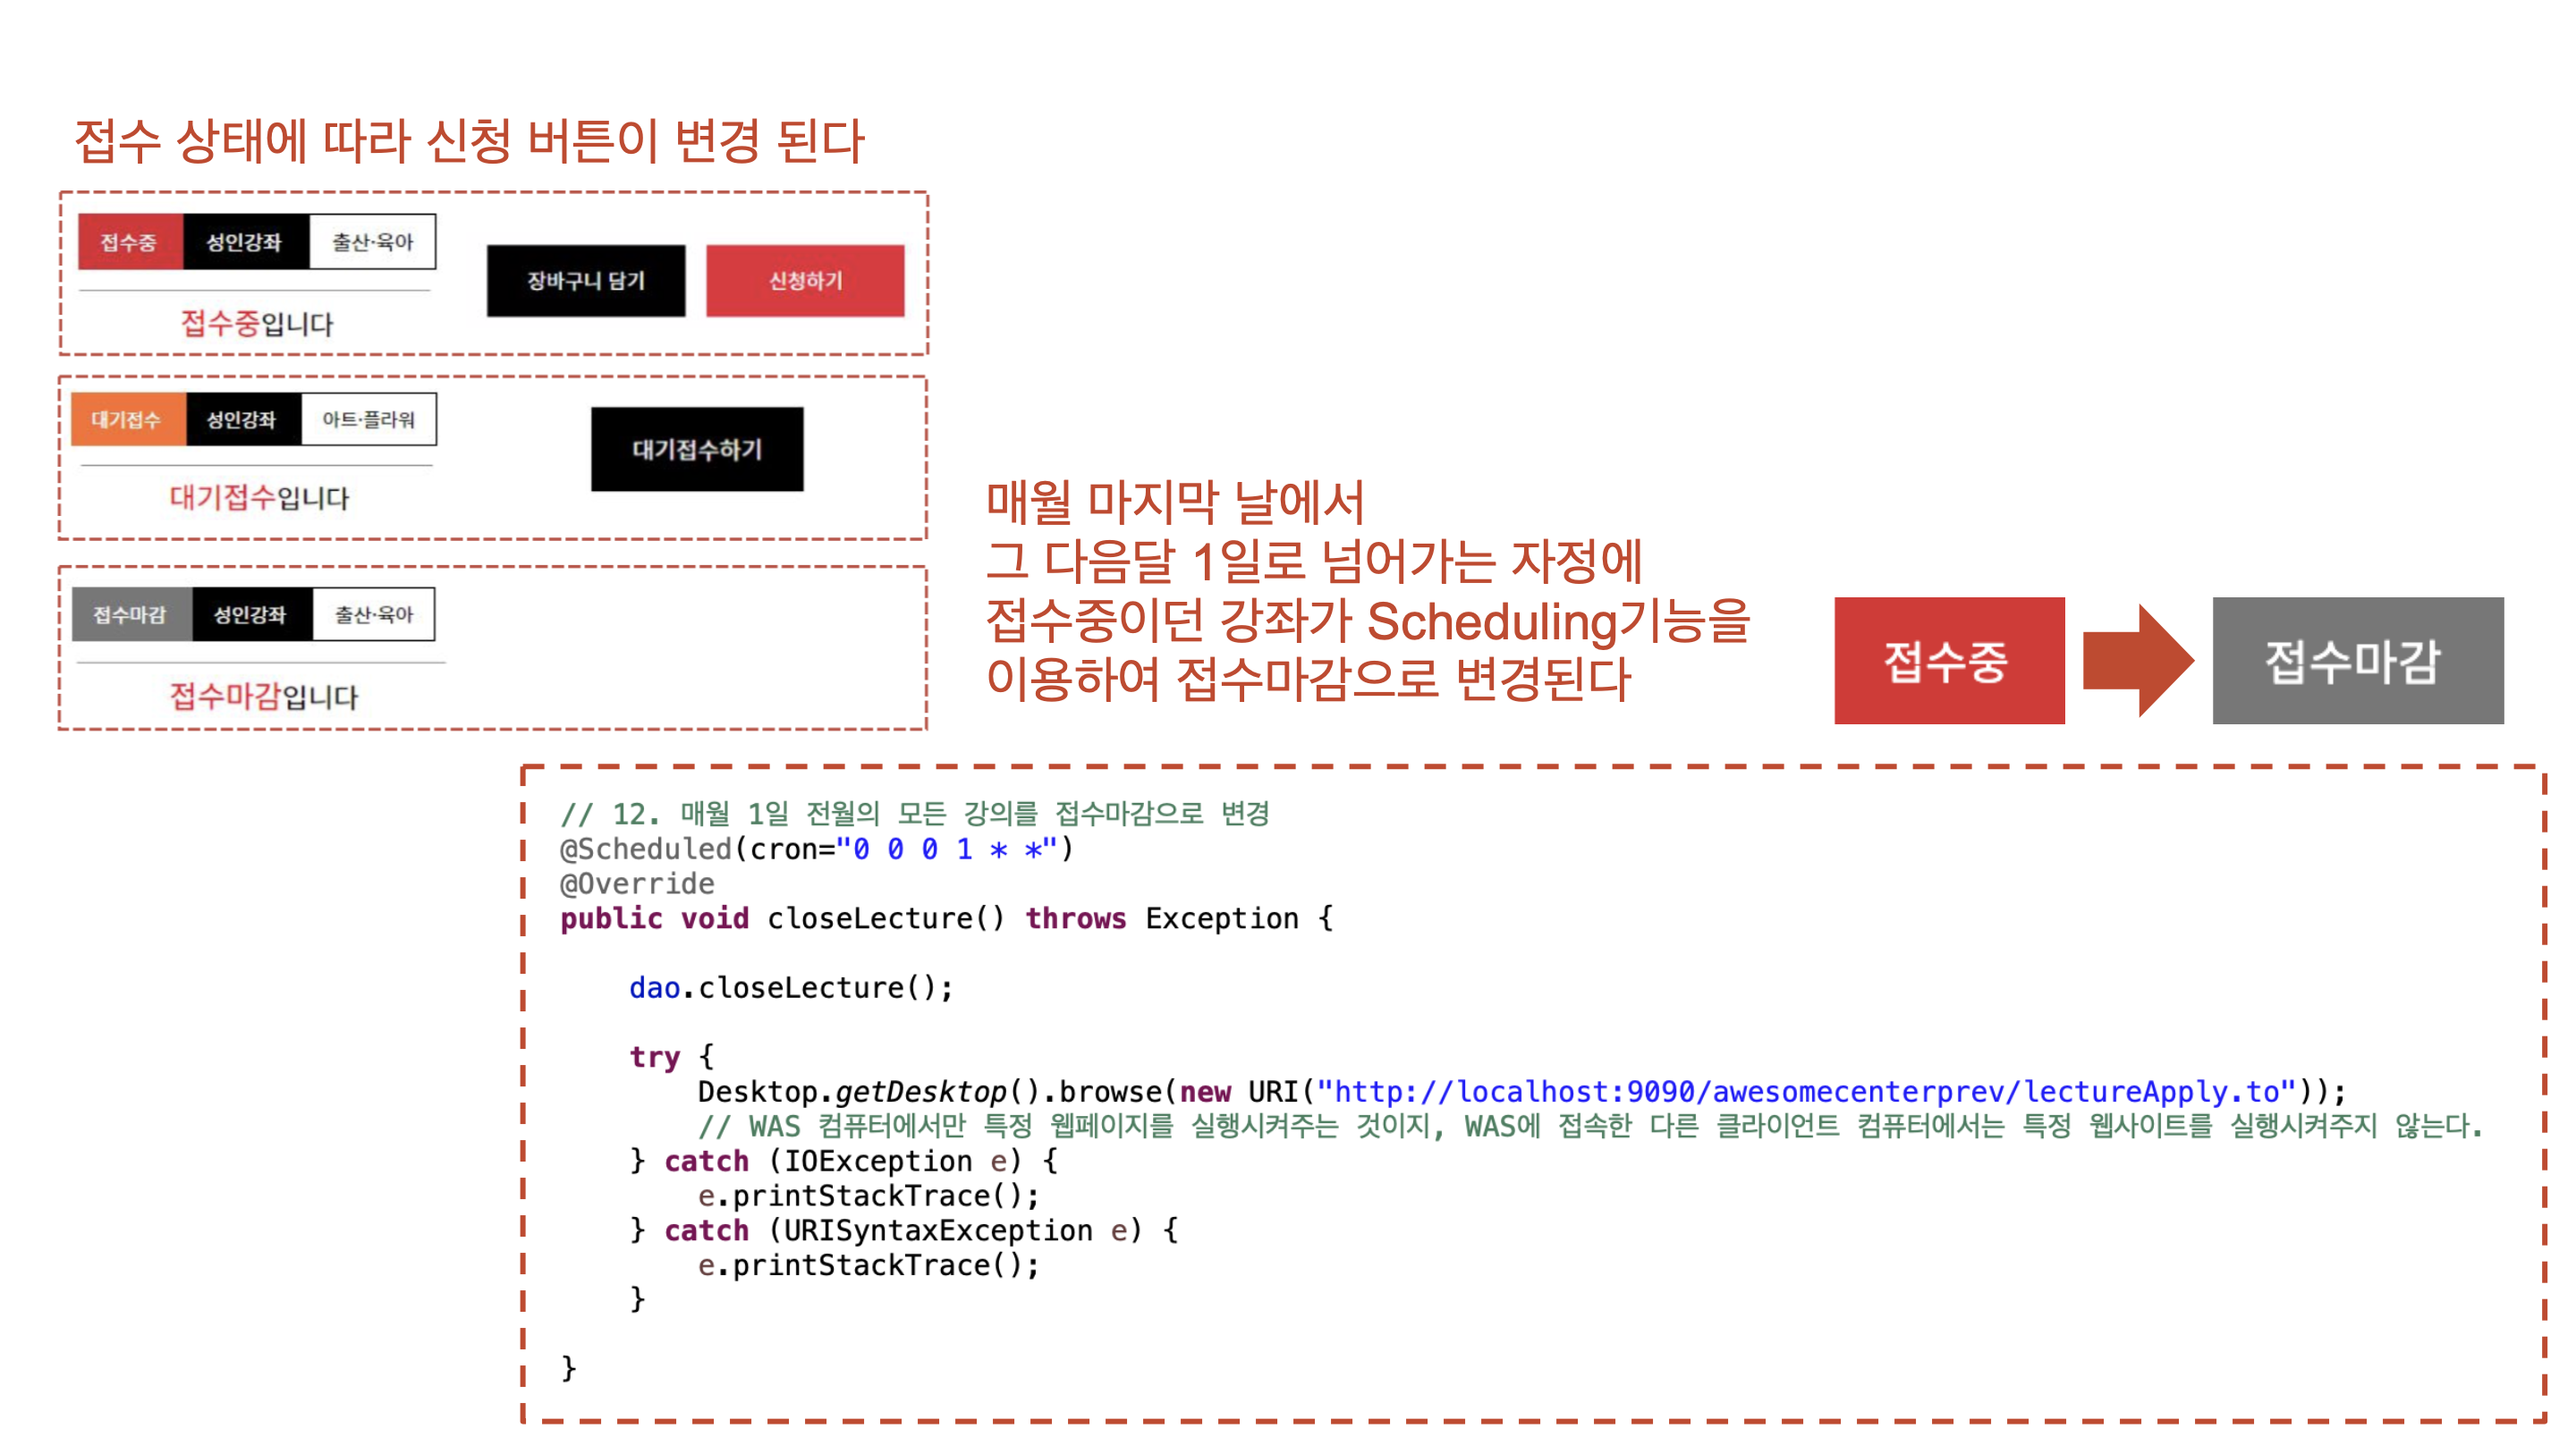 접수 상태에 따라 신청 버튼이 변경 된다
접수중 성인강좌 출산·육아
접수중입니다
장바구니 담기 신청하기
대기접수 성인강좌 아트·플라워
대기접수입니다
대기접수하기
접수마감 성인강좌 출산·육아
접수마감입니다
매월 마지막 날에서
그 다음달 1일로 넘어가는 자정에
접수중이던 강좌가 Scheduling기능을
이용하여 접수마감으로 변경된다
접수중 접수마감
// 12. 매월 1일 전월의 모든 강의를 접수마감으로 변경
@Scheduled(cron="0 0 0 1 * *")
@Override
public void closeLecture() throws Exception {
dao.closeLecture();
try {
Desktop.getDesktop().browse(new URI("http://localhost:9090/awesomecenterprev/lectureApply.to"));
// WAS 컴퓨터에서만 특정 웹페이지를 실행시켜주는 것이지, WAS에 접속한 다른 클라이언트 컴퓨터에서는 특정 웹사이트를 실행시켜주지 않는다.
} catch (IOException e) {
e.printStackTrace();
} catch (URISyntaxException e) {
e.printStackTrace();
}
}